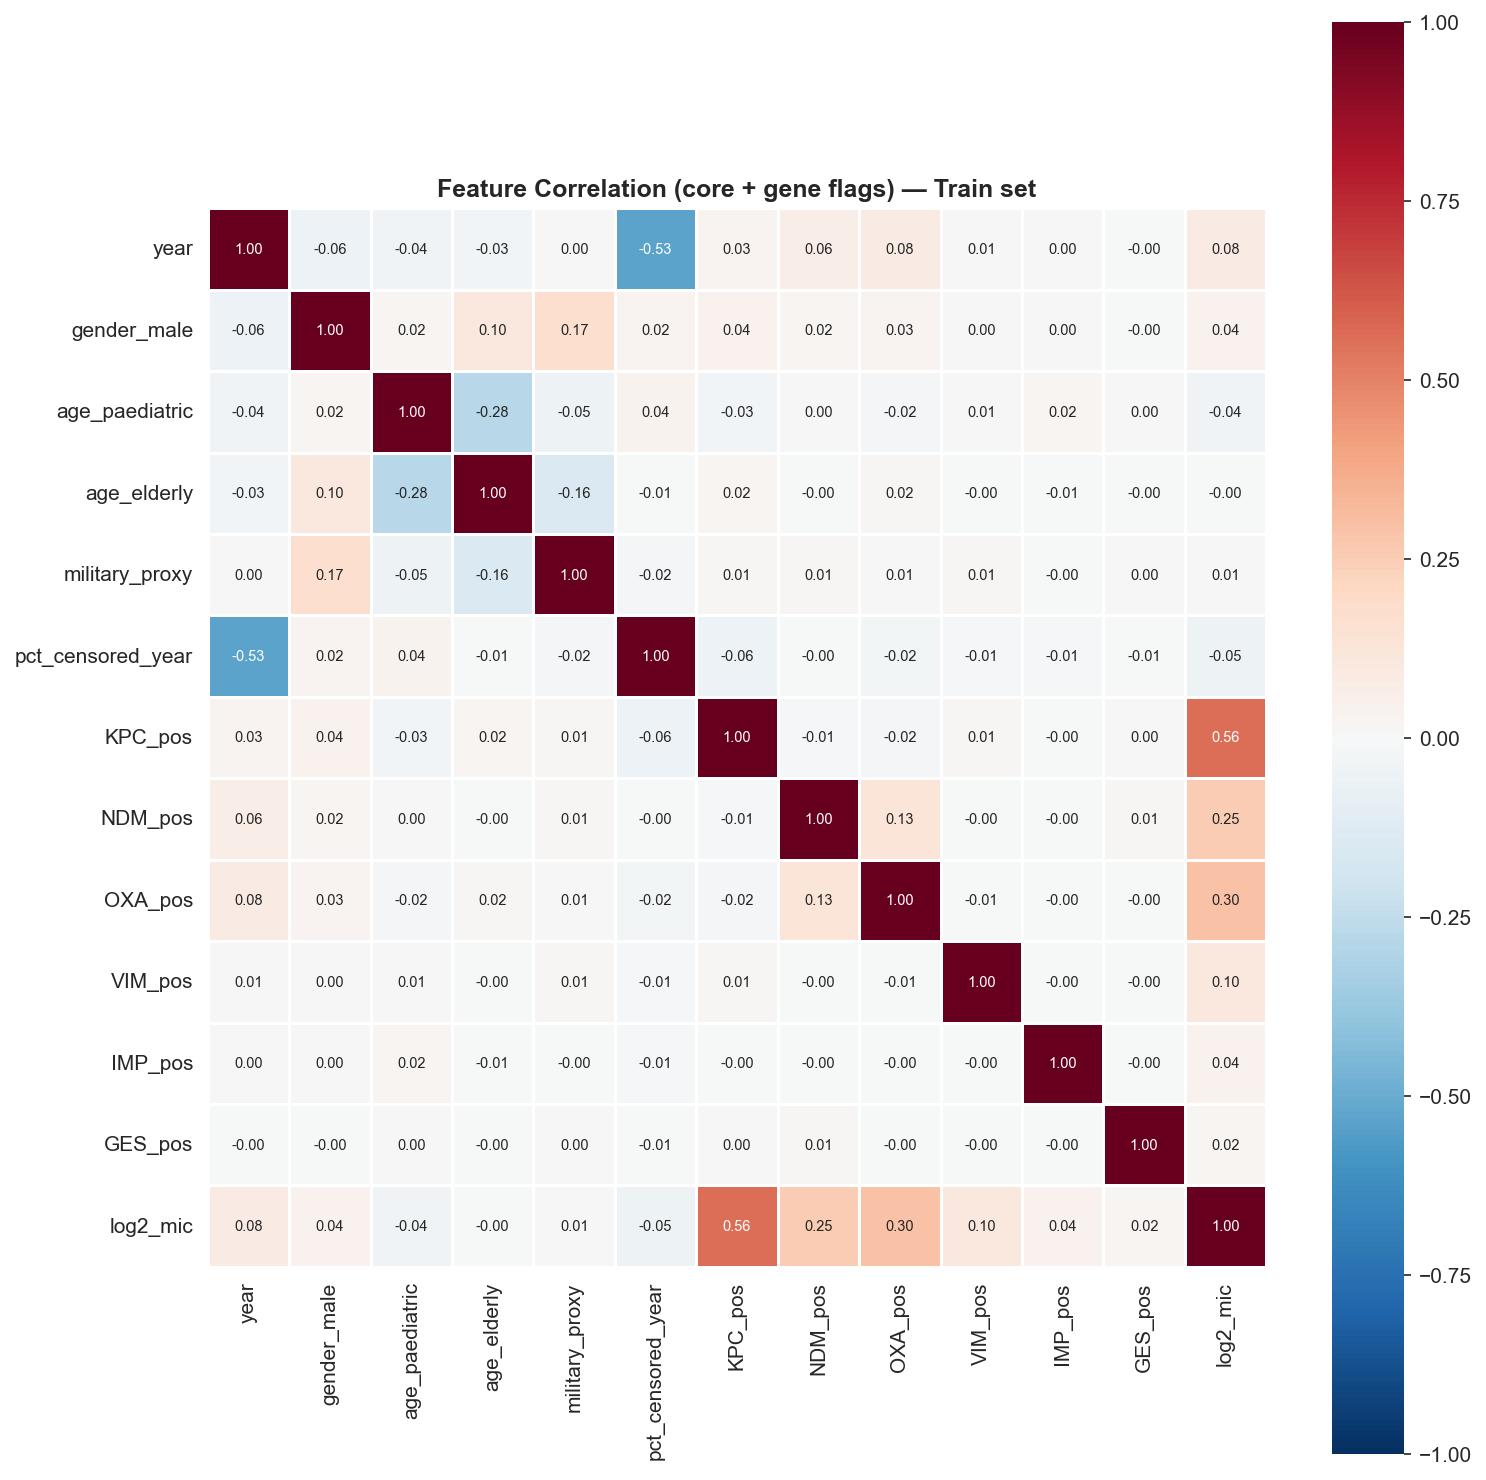 Feature Correlation (core + gene flags) — Train set
year 1.00 -0.06 -0.04 -0.03 0.00 -0.53 0.03 0.06 0.08 0.01 0.00 -0.00 0.08
gender_male -0.06 1.00 0.02 0.10 0.17 0.02 0.04 0.02 0.03 0.00 0.00 -0.00 0.04
age_paediatric -0.04 0.02 1.00 -0.28 -0.05 0.04 -0.03 0.00 -0.02 0.01 0.02 0.00 -0.04
age_elderly -0.03 0.10 -0.28 1.00 -0.16 -0.01 0.02 -0.00 0.02 -0.00 -0.01 -0.00 -0.00
military_proxy 0.00 0.17 -0.05 -0.16 1.00 -0.02 0.01 0.01 0.01 0.01 -0.00 0.00 0.01
pct_censored_year -0.53 0.02 0.04 -0.01 -0.02 1.00 -0.06 -0.00 -0.02 -0.01 -0.01 -0.01 -0.05
KPC_pos 0.03 0.04 -0.03 0.02 0.01 -0.06 1.00 -0.01 -0.02 0.01 -0.00 0.00 0.56
NDM_pos 0.06 0.02 0.00 -0.00 0.01 -0.00 -0.01 1.00 0.13 -0.00 -0.00 0.01 0.25
OXA_pos 0.08 0.03 -0.02 0.02 0.01 -0.02 -0.02 0.13 1.00 -0.01 -0.00 -0.00 0.30
VIM_pos 0.01 0.00 0.01 -0.00 0.01 -0.01 0.01 -0.00 -0.01 1.00 -0.00 -0.00 0.10
IMP_pos 0.00 0.00 0.02 -0.01 -0.00 -0.01 -0.00 -0.00 -0.00 -0.00 1.00 -0.00 0.04
GES_pos -0.00 -0.00 0.00 -0.00 0.00 -0.01 0.00 0.01 -0.00 -0.00 -0.00 1.00 0.02
log2_mic 0.08 0.04 -0.04 -0.00 0.01 -0.05 0.56 0.25 0.30 0.10 0.04 0.02 1.00
year gender_male age_paediatric age_elderly military_proxy pct_censored_year KPC_pos NDM_pos OXA_pos VIM_pos IMP_pos GES_pos log2_mic
1.00
0.75
0.50
0.25
0.00
−0.25
−0.50
−0.75
−1.00